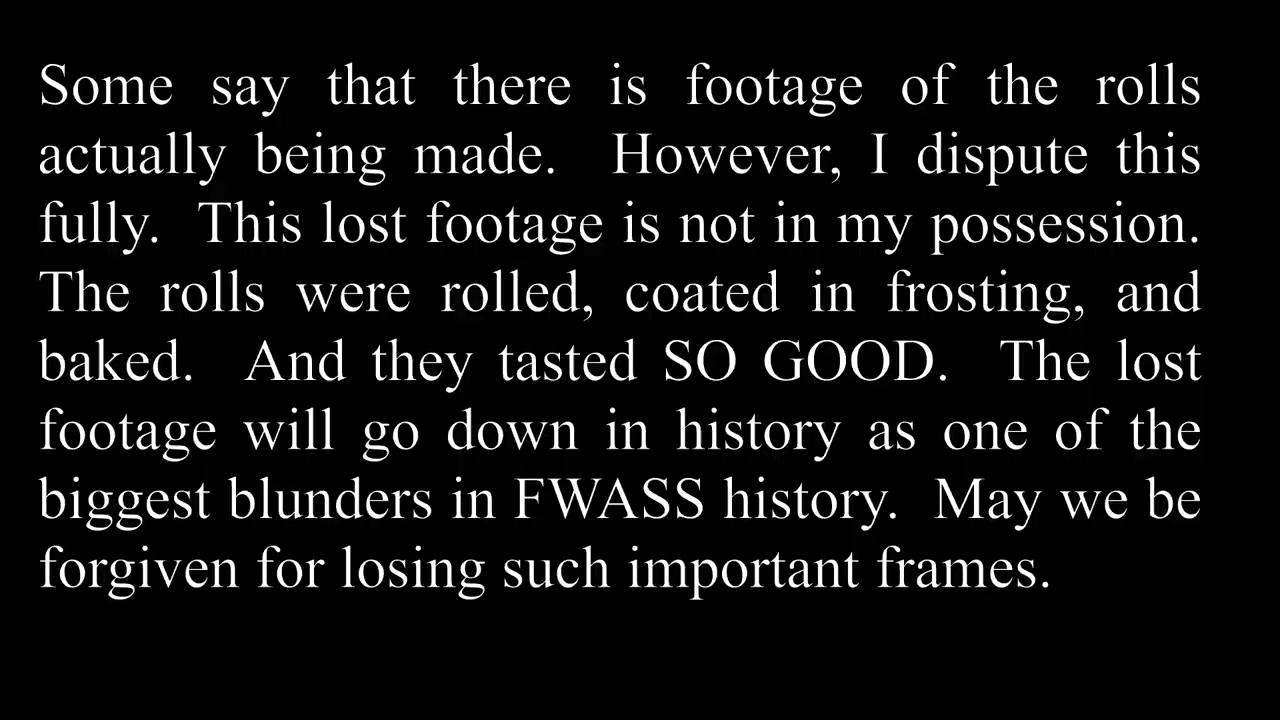 Some say that there is footage of the rolls
actually being made.  However, I dispute this
fully.  This lost footage is not in my possession.
The rolls were rolled, coated in frosting, and
baked.  And they tasted SO GOOD.  The lost
footage will go down in history as one of the
biggest blunders in FWASS history.  May we be
forgiven for losing such important frames.